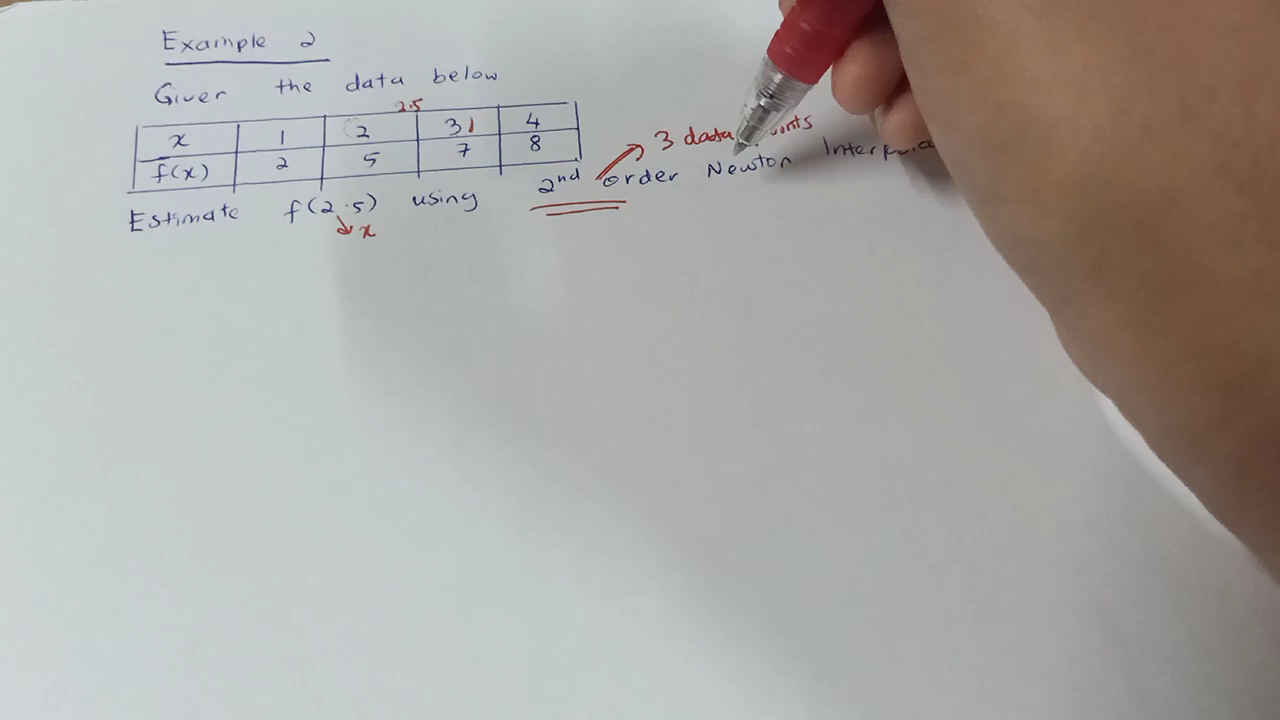 Example 2
Given the data below
2.5
x 1 2 3 4
f(x) 2 5 7 8
3 data
Estimate f(2.5) using 2nd order Newton
x